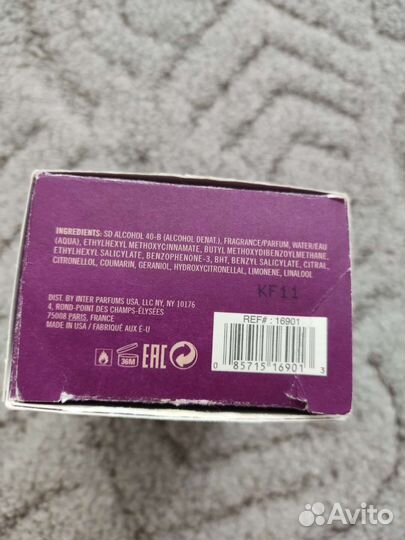 INGREDIENTS: SD ALCOHOL 40-B (ALCOHOL DENAT.), FRAGRANCE/PARFUM, WATER/EAU
(AQUA), ETHYLHEXYL METHOXYCINNAMATE, BUTYL METHOXYDIBENZOYLMETHANE,
ETHYLHEXYL SALICYLATE, BENZOPHENONE-3, BHT, BENZYL SALICYLATE, CITRAL,
CITRONELLOL, COUMARIN, GERANIOL, HYDROXYCITRONELLAL, LIMONENE, LINALOOL
KF11
DIST. BY INTER PARFUMS USA, LLC NY, NY 10176
4, ROND-POINT DES CHAMPS-ÉLYSÉES
75008 PARIS, FRANCE
MADE IN USA / FABRIQUÉ AUX É-U
REF# : 16901
36M
EAC
0 85715 16901 3
Avito